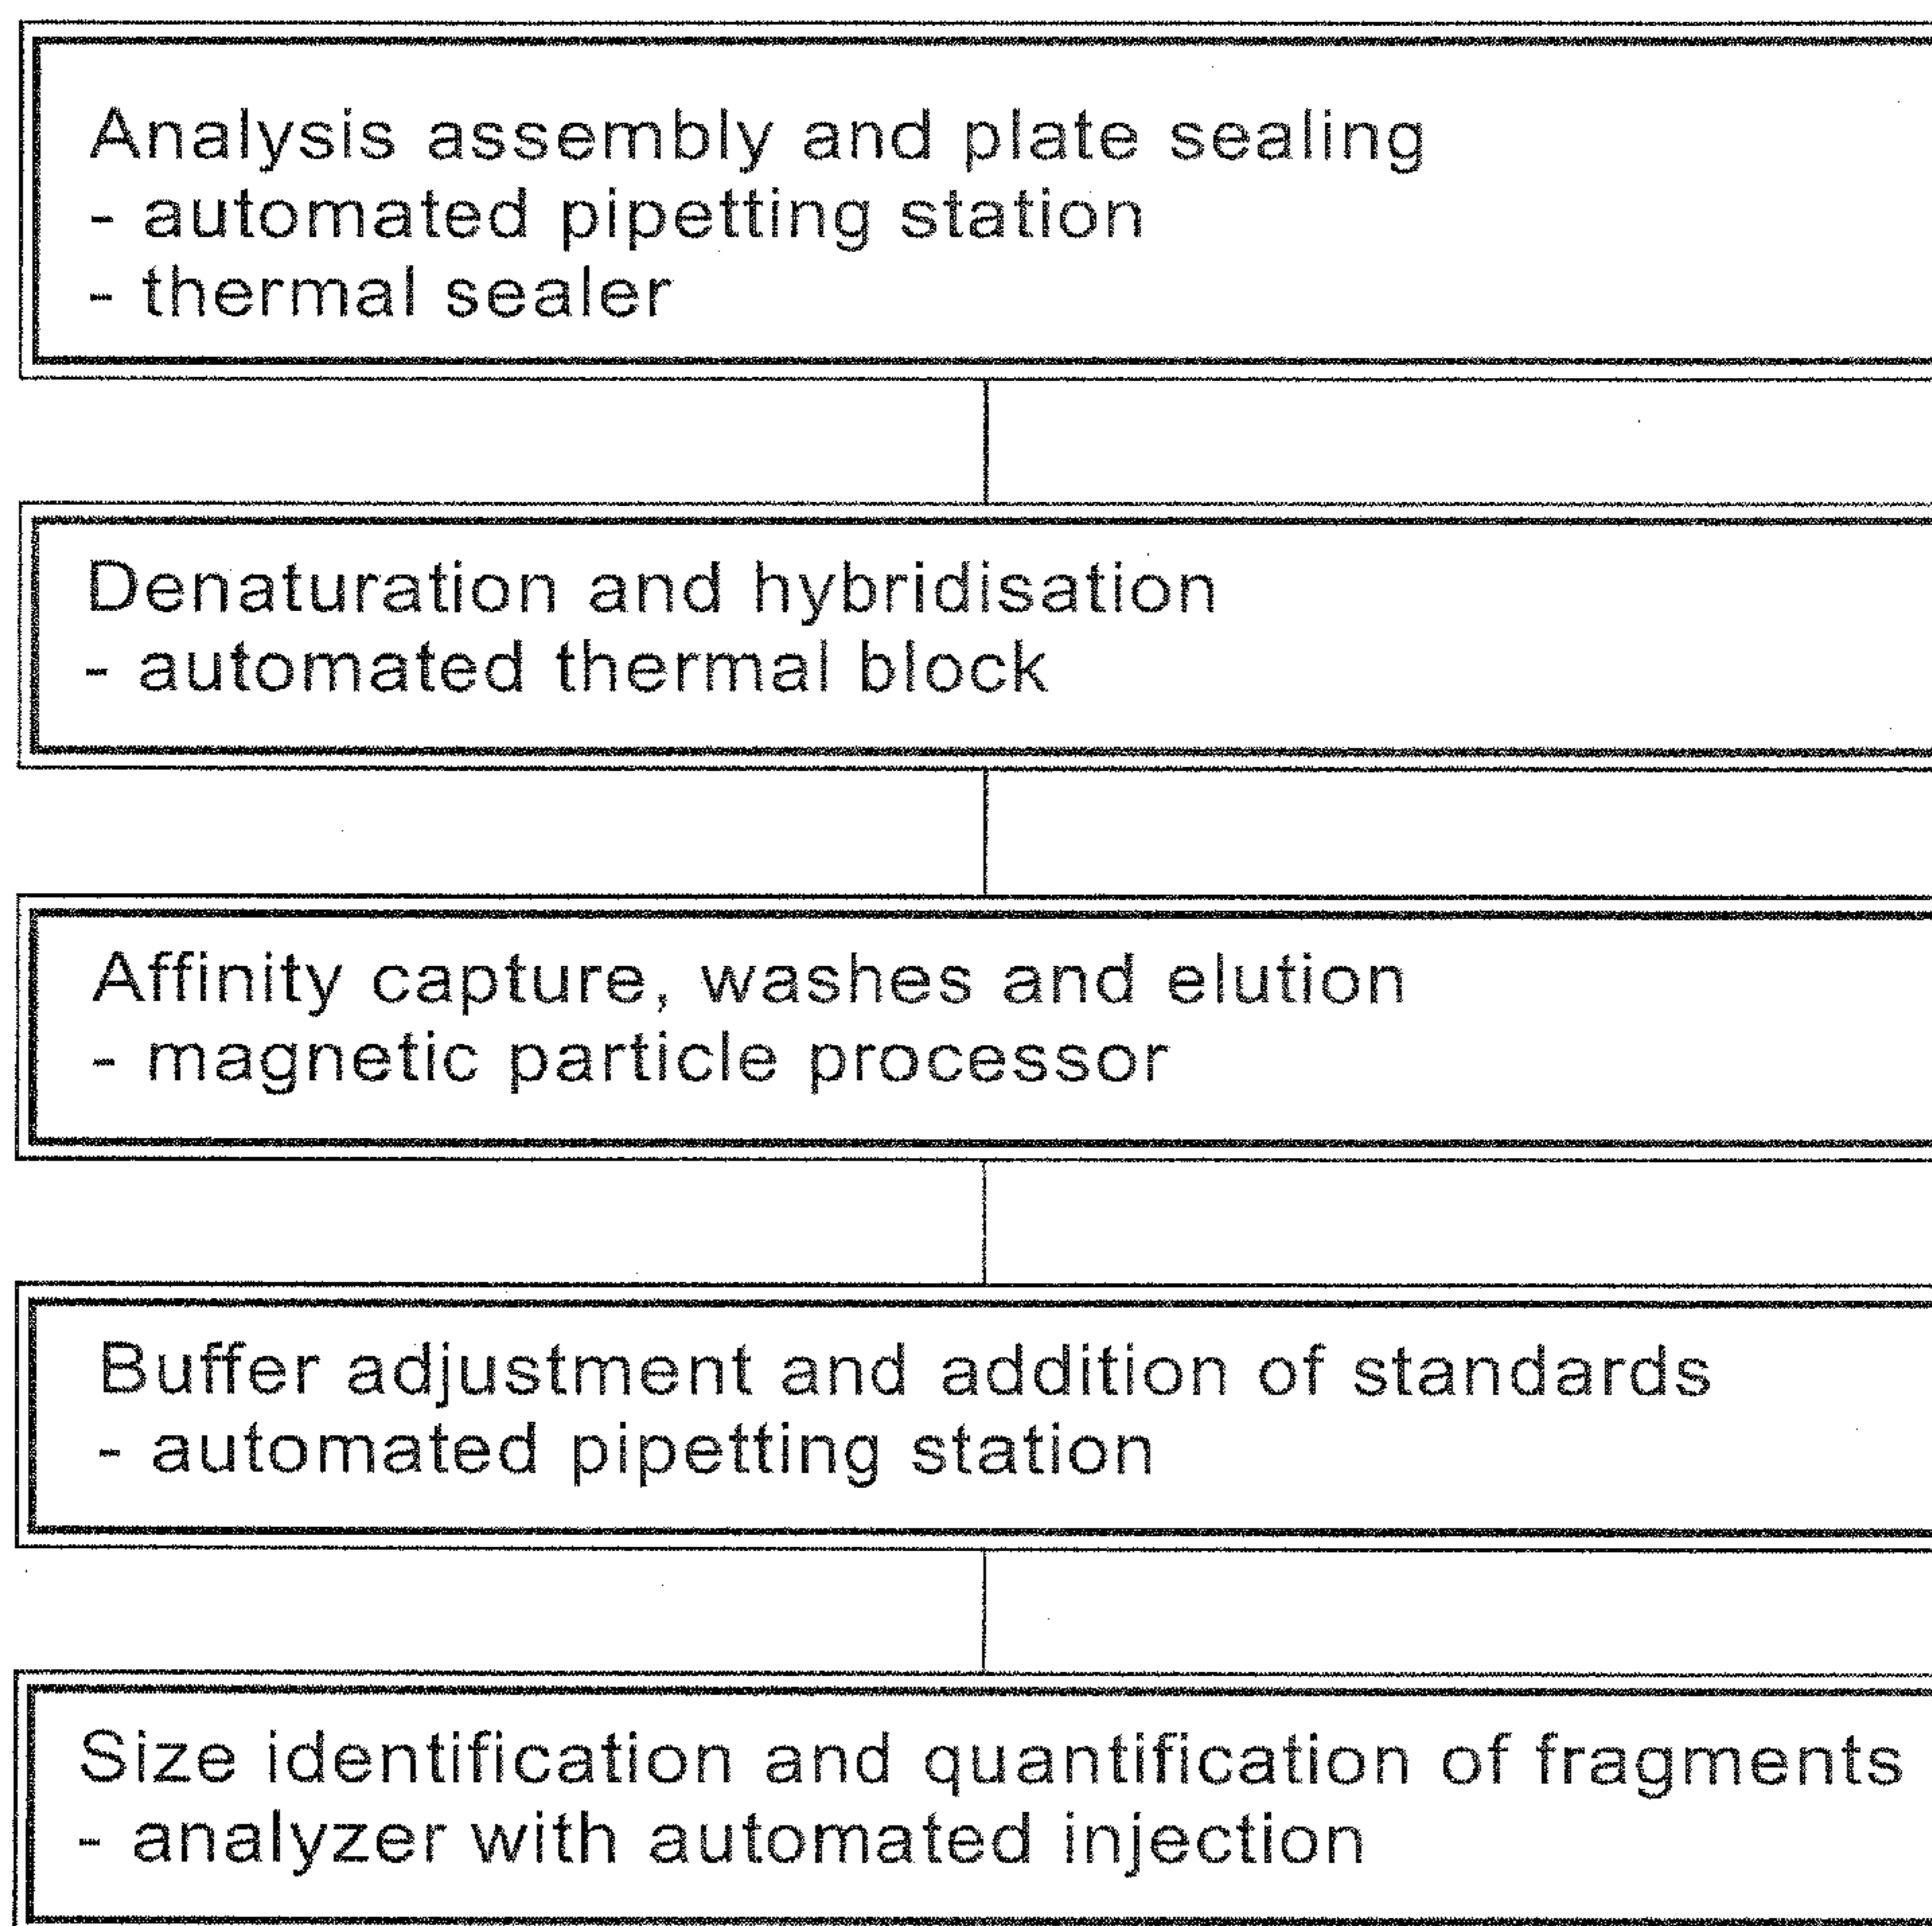 Analysis assembly and plate sealing
- automated pipetting station
- thermal sealer
Denaturation and hybridisation
- automated thermal block
Affinity capture, washes and elution
- magnetic particle processor
Buffer adjustment and addition of standards
- automated pipetting station
Size identification and quantification of fragments
- analyzer with automated injection